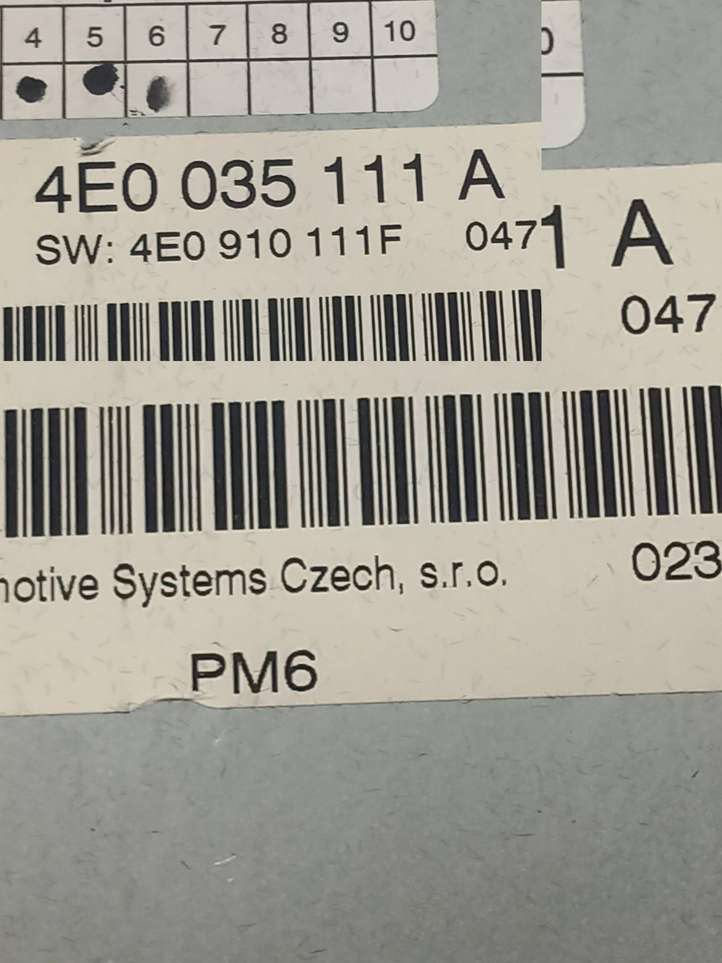 4 5 6 7 8 9 10
4E0 035 111 A
SW: 4E0 910 111F 047
1 A
047
Systems Czech, s.r.o. 023
PM6